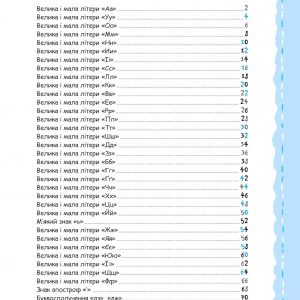 Велика і мала літери «Аа» 2
Велика і мала літери «Уу» 4
Велика і мала літери «Оо» 6
Велика і мала літери «Мм» 8
Велика і мала літери «Нн» 10
Велика і мала літери «Ии» 12
Велика і мала літери «Іі» 14
Велика і мала літери «Сс» 16
Велика і мала літери «Лл» 18
Велика і мала літери «Кк» 20
Велика і мала літери «Вв» 22
Велика і мала літери «Ее» 24
Велика і мала літери «Рр» 26
Велика і мала літери «Пп» 28
Велика і мала літери «Тт» 30
Велика і мала літери «Шш» 32
Велика і мала літери «Дд» 34
Велика і мала літери «Зз» 36
Велика і мала літери «Бб» 38
Велика і мала літери «Гг» 40
Велика і мала літери «Ґґ» 42
Велика і мала літери «Чч» 44
Велика і мала літери «Хх» 46
Велика і мала літери «Цц» 48
Велика і мала літери «Йй» 50
М'який знак «ь» 52
Велика і мала літери «Жж» 54
Велика і мала літери «Яя» 56
Велика і мала літери «Єє» 58
Велика і мала літери «Юю» 60
Велика і мала літери «Її» 62
Велика і мала літери «Щщ» 64
Велика і мала літери «Фф» 66
Знак апостроф «'» 68
Буквосполучення «дз», «дж» 70